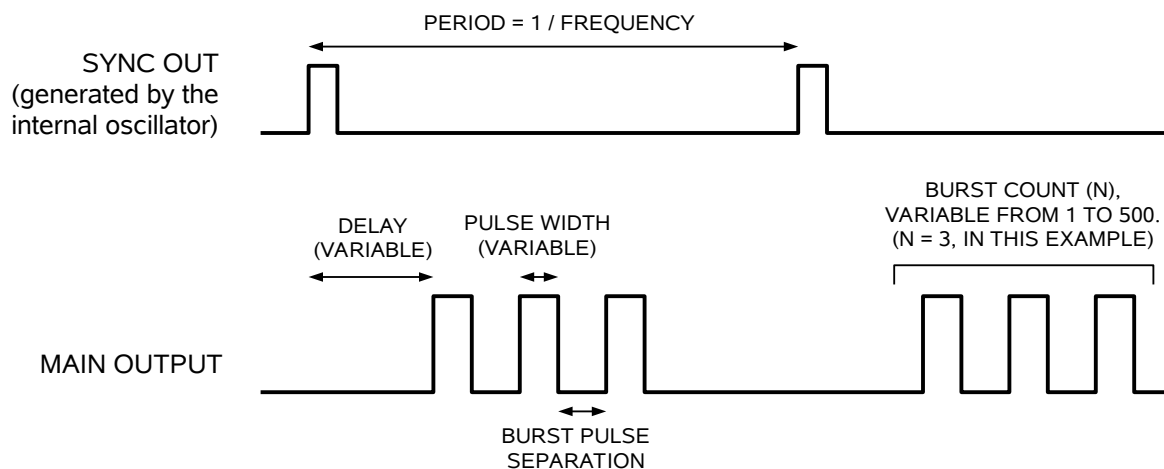 PERIOD = 1 / FREQUENCY
SYNC OUT
(generated by the
internal oscillator)
BURST COUNT (N),
VARIABLE FROM 1 TO 500.
(N = 3, IN THIS EXAMPLE)
DELAY
(VARIABLE)
PULSE WIDTH
(VARIABLE)
MAIN OUTPUT
BURST PULSE
SEPARATION